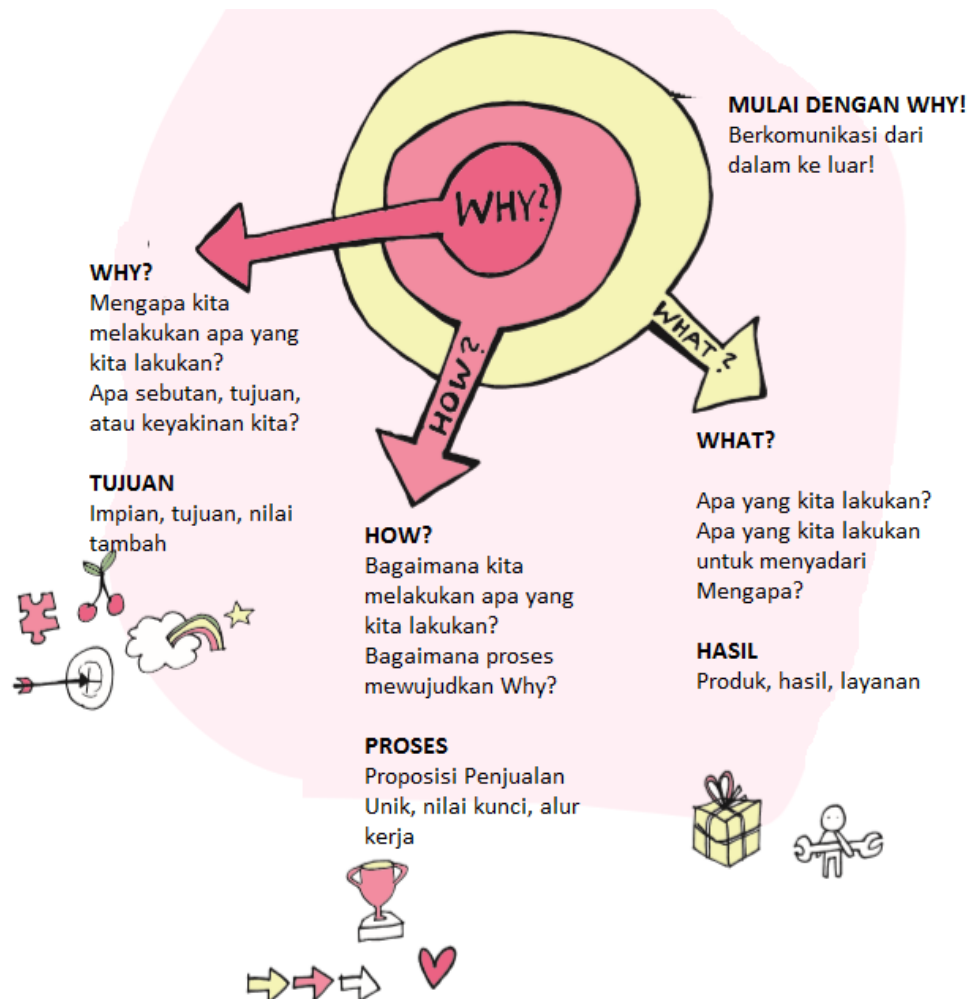 WHY?
MULAI DENGAN WHY!
Berkomunikasi dari
dalam ke luar!
WHY?
Mengapa kita
melakukan apa yang
kita lakukan?
Apa sebutan, tujuan,
atau keyakinan kita?
TUJUAN
Impian, tujuan, nilai
tambah
HOW?
HOW?
Bagaimana kita
melakukan apa yang
kita lakukan?
Bagaimana proses
mewujudkan Why?
PROSES
Proposisi Penjualan
Unik, nilai kunci, alur
kerja
WHAT?
WHAT?
Apa yang kita lakukan?
Apa yang kita lakukan
untuk menyadari
Mengapa?
HASIL
Produk, hasil, layanan